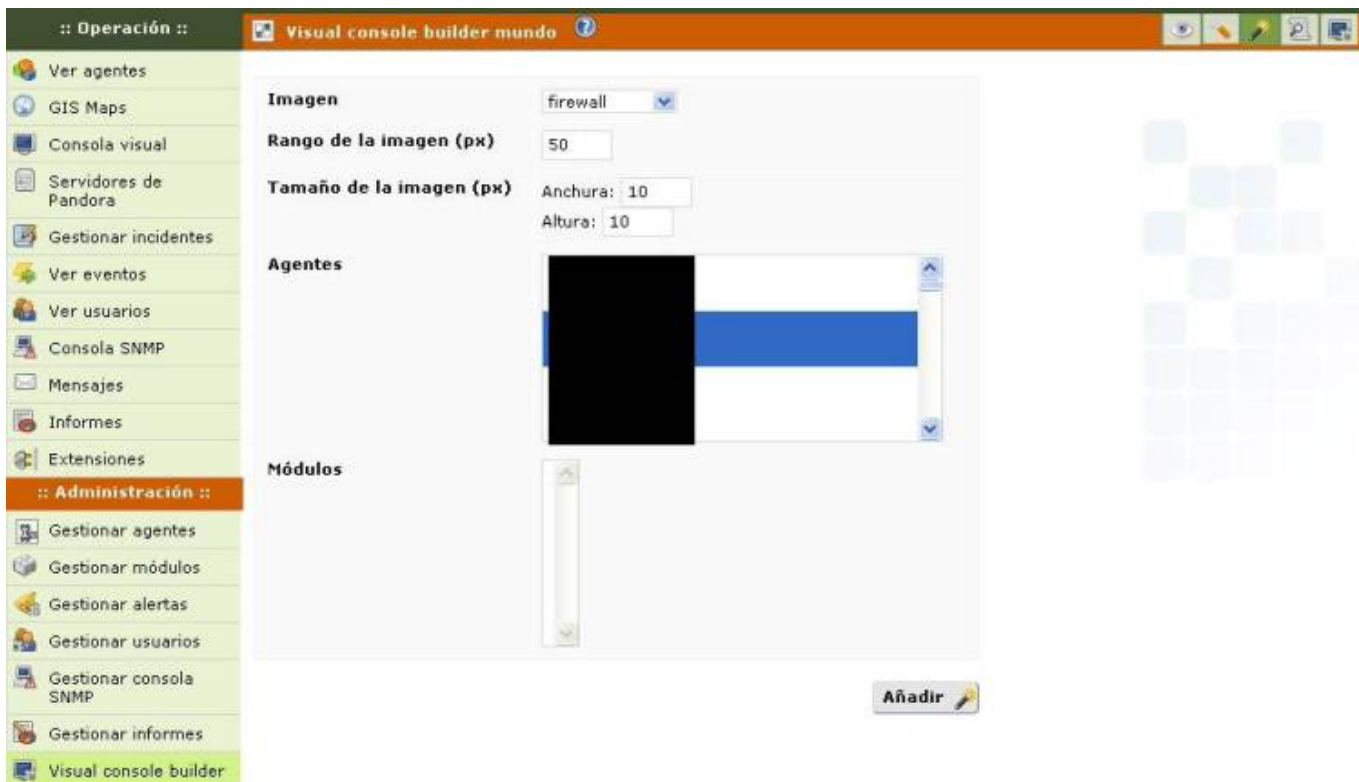 :: Operación ::
Ver agentes
GIS Maps
Consola visual
Servidores de
Pandora
Gestionar incidentes
Ver eventos
Ver usuarios
Consola SNMP
Mensajes
Informes
Extensiones
:: Administración ::
Gestionar agentes
Gestionar módulos
Gestionar alertas
Gestionar usuarios
Gestionar consola
SNMP
Gestionar informes
Visual console builder
Visual console builder mundo ?
Imagen firewall
Rango de la imagen (px) 50
Tamaño de la imagen (px) Anchura: 10
Altura: 10
Agentes
Módulos
Añadir